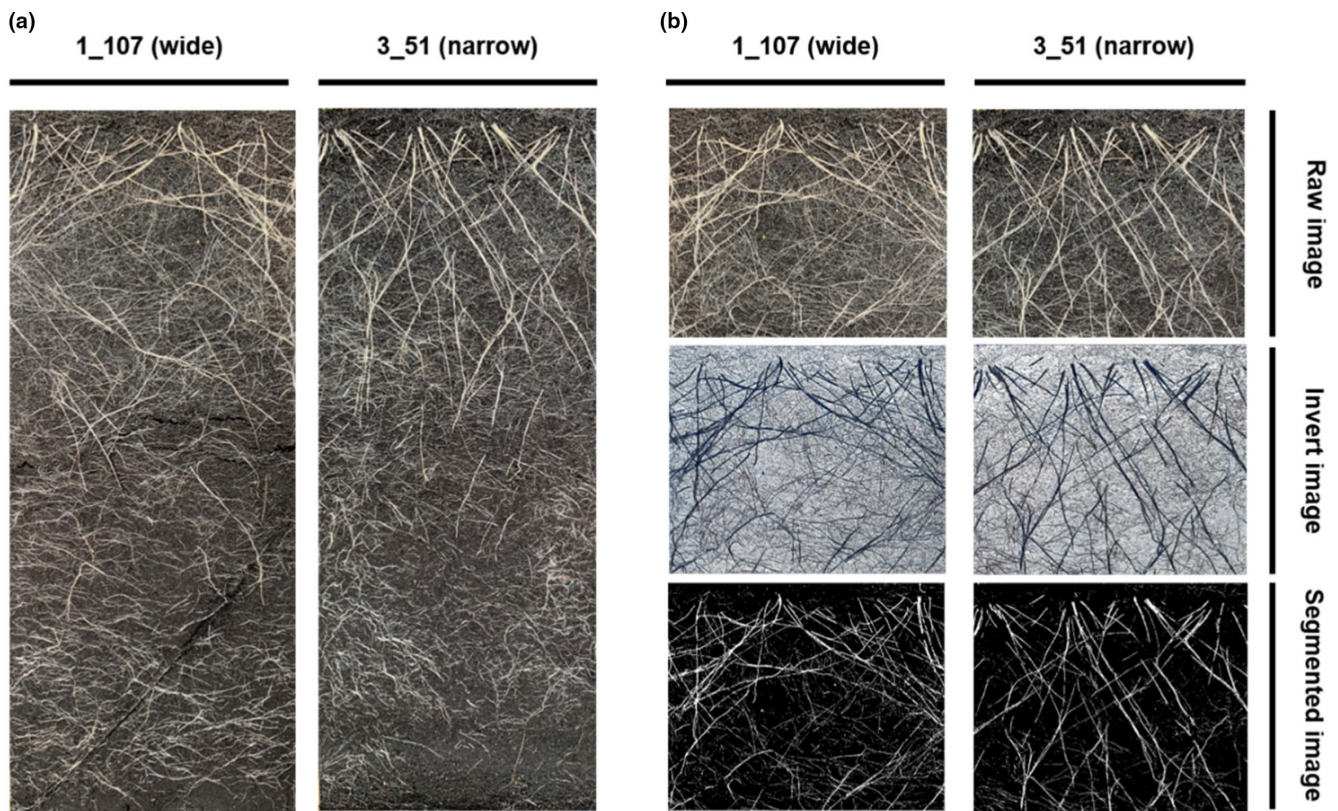 (a)
1_107 (wide)
3_51 (narrow)
(b)
1_107 (wide)
3_51 (narrow)
Raw image
Invert image
Segmented image